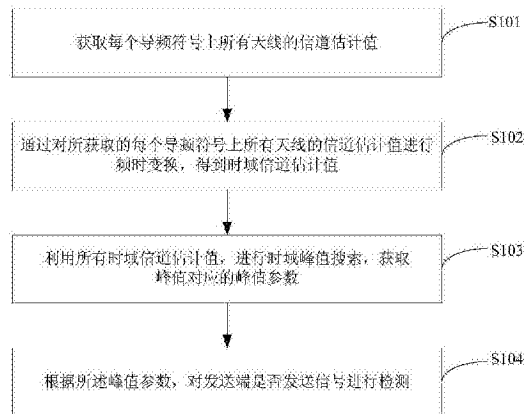 获取每个导频符号上所有天线的信道估计值
S101
通过对所获取的每个导频符号上所有天线的信道估计值进行
频时变换，得到时域信道估计值
S102
利用所有时域信道估计值，进行时域峰值搜索，获取
峰值对应的峰值参数
S103
根据所述峰值参数，对发送端是否发送信号进行检测
S104